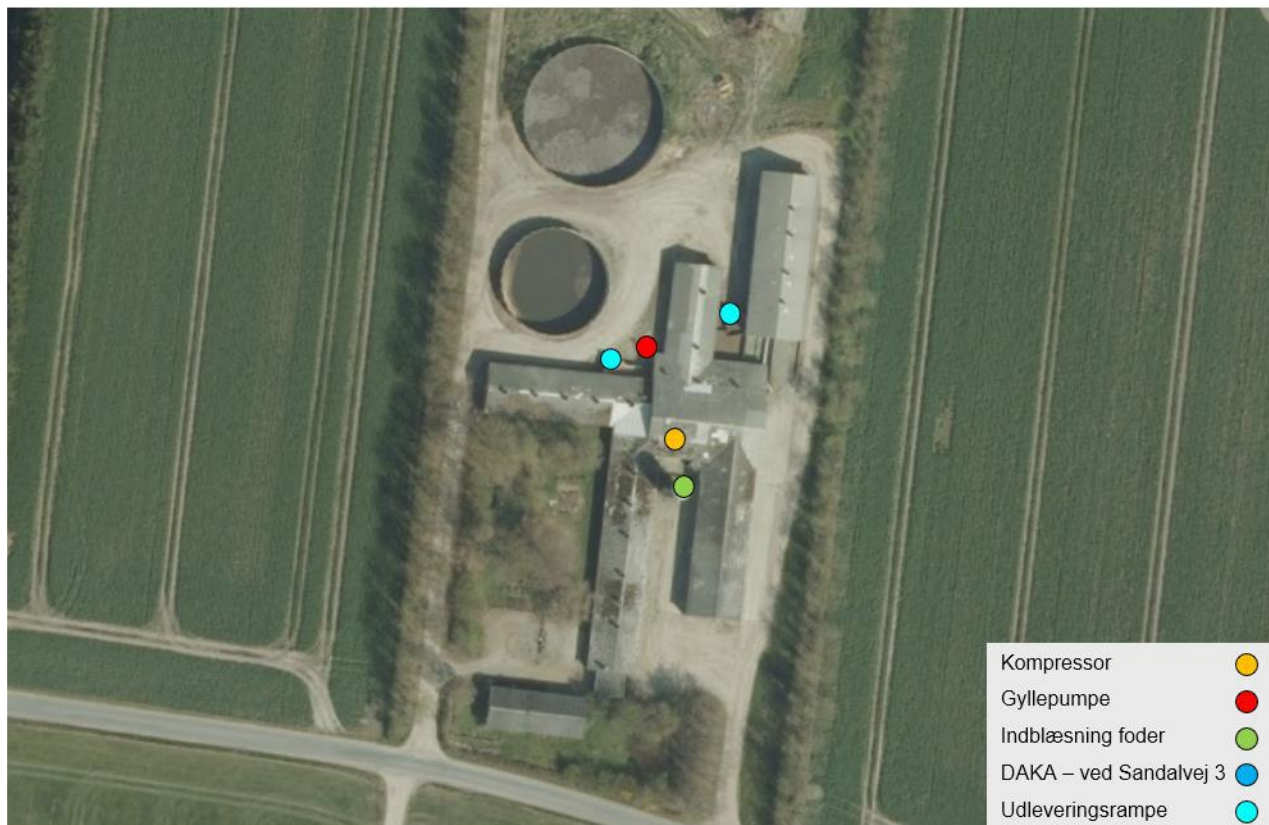 Kompressor
Gyllepumpe
Indblæsning foder
DAKA – ved Sandalvej 3
Udleveringsrampe